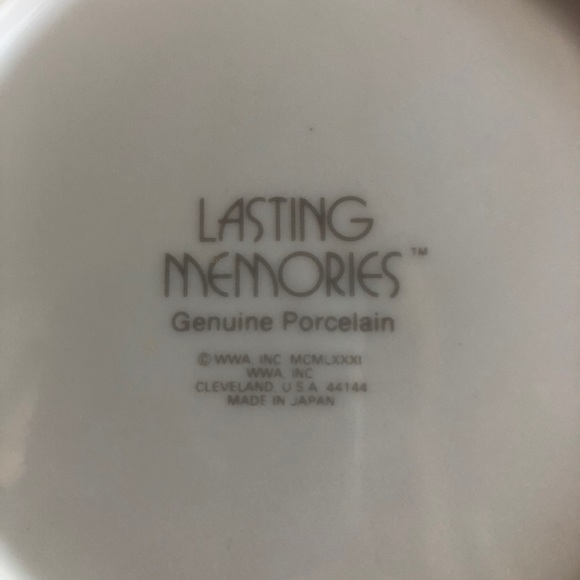 LASTING
MEMORIES™
Genuine Porcelain
© WWA, INC. MCMLXXXI
WWA, INC
CLEVELAND, U.S.A. 44144
MADE IN JAPAN